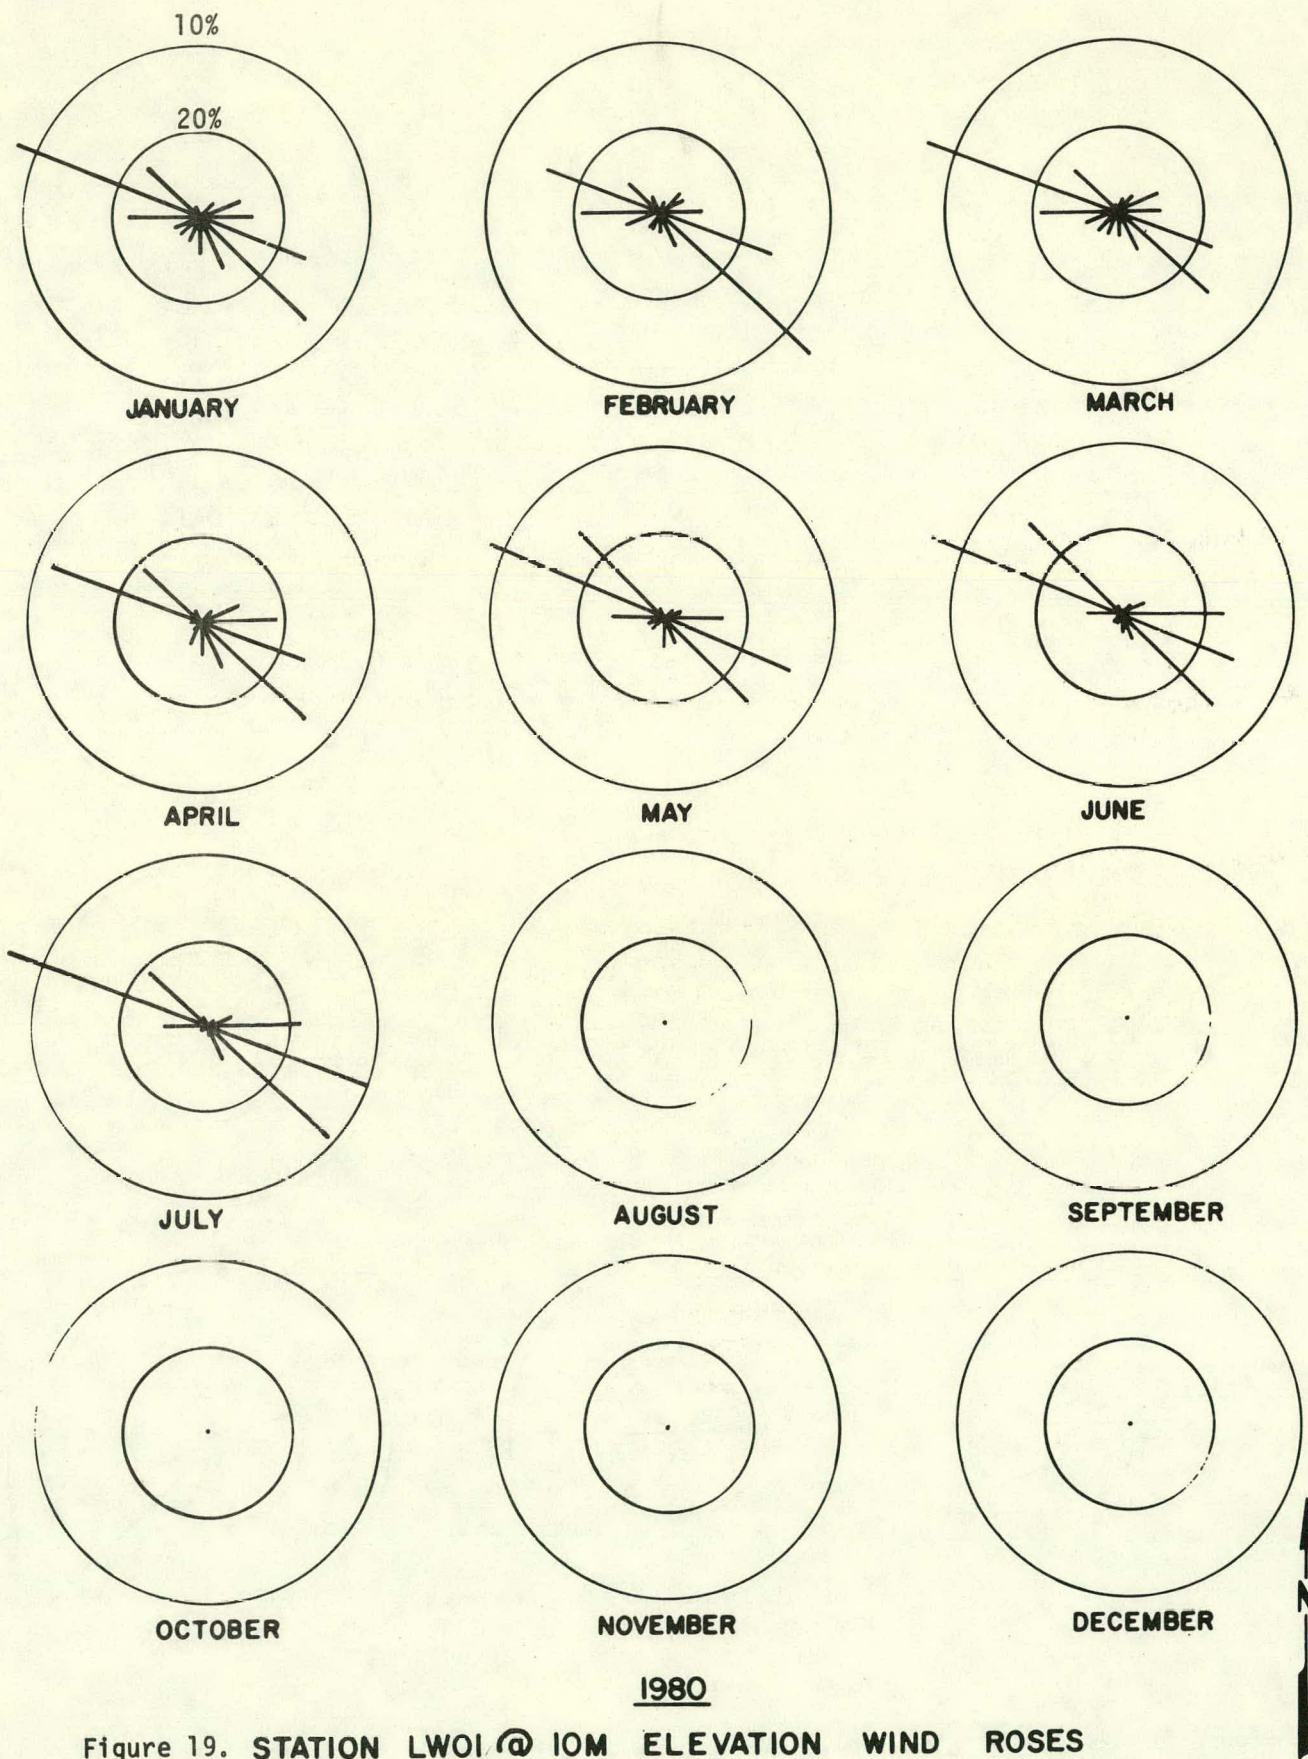 10%
20%
JANUARY FEBRUARY MARCH
APRIL MAY JUNE
JULY AUGUST SEPTEMBER
OCTOBER NOVEMBER DECEMBER
N
1980
Figure 19. STATION LWOI @ IOM ELEVATION WIND ROSES